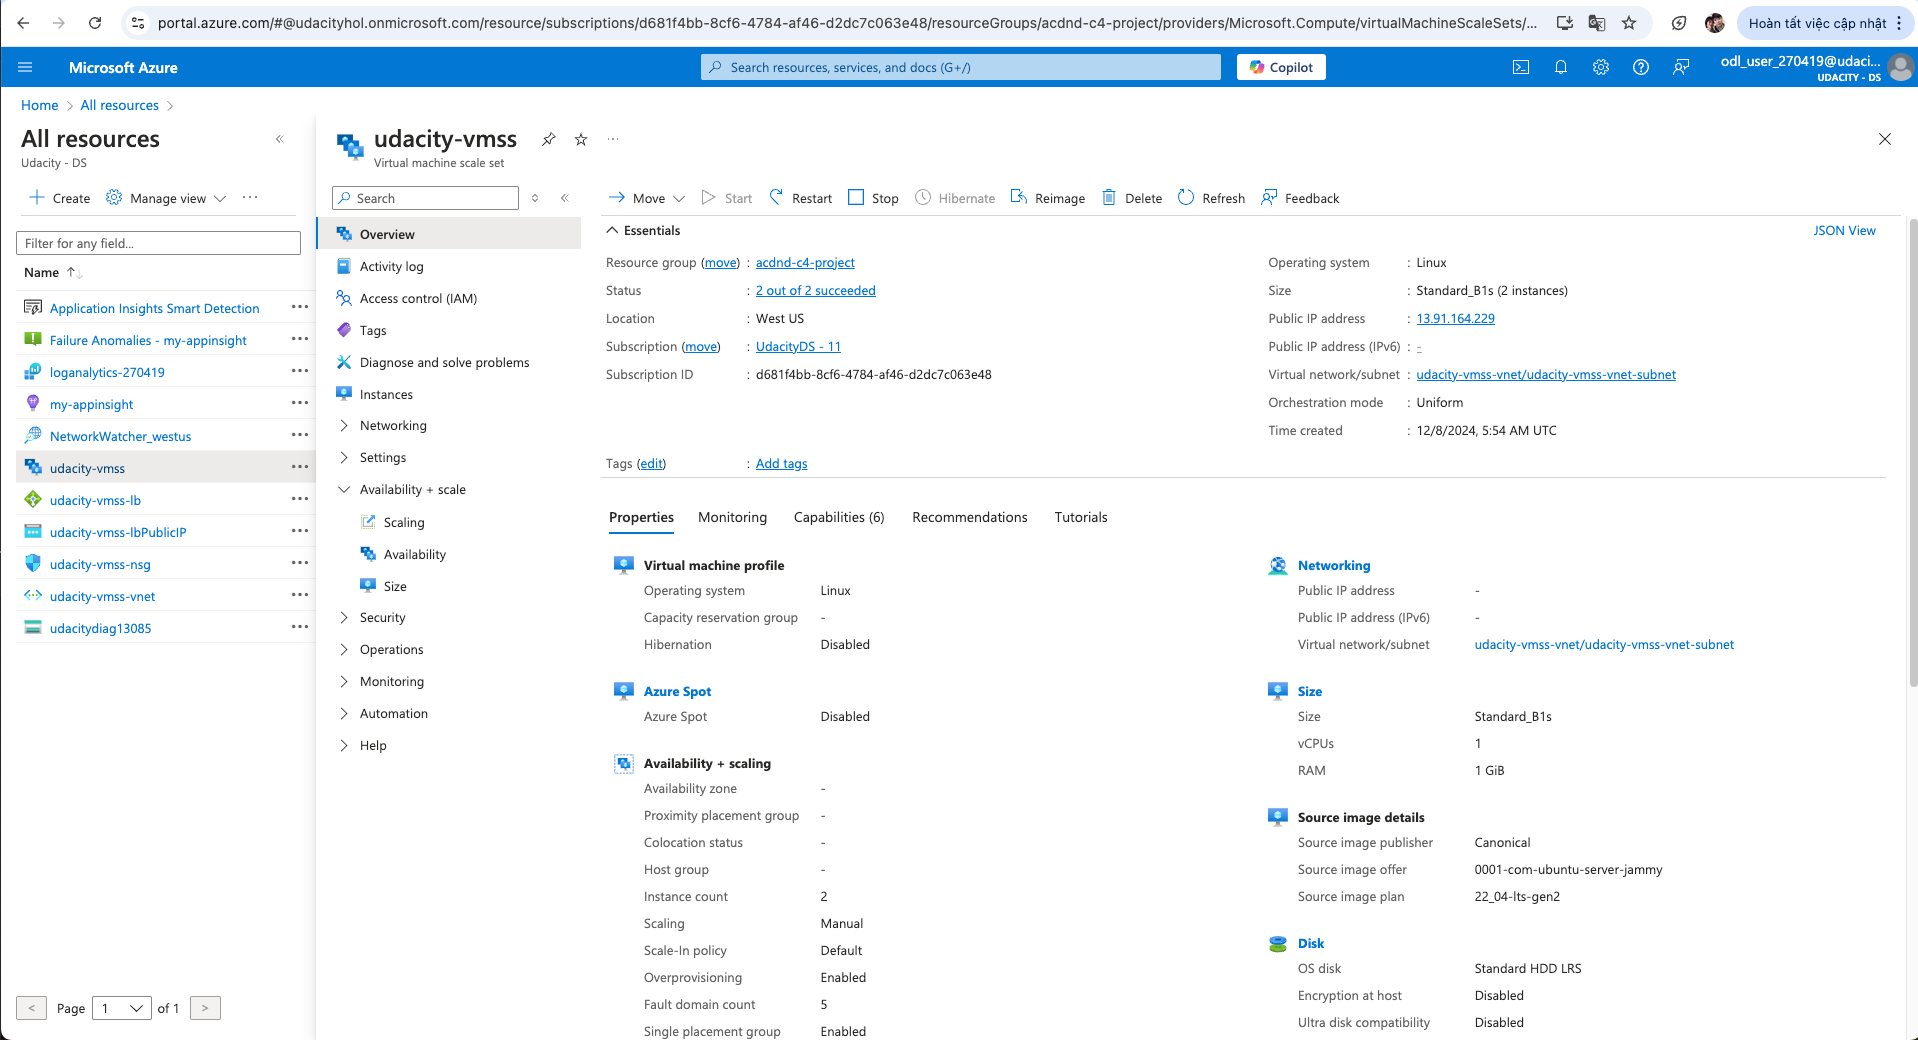 portal.azure.com/#@udacityhol.onmicrosoft.com/resource/subscriptions/d681f4bb-8cf6-4784-af46-d2dc7c063e48/resourceGroups/acdnd-c4-project/providers/Microsoft.Compute/virtualMachineScaleSets/...
Hoàn tất việc cập nhật
Microsoft Azure
Search resources, services, and docs (G+/)
Copilot
odl_user_270419@udaci...
UDACITY - DS
Home > All resources >
All resources
Udacity - DS
Create
Manage view
Filter for any field...
Name
Application Insights Smart Detection
Failure Anomalies - my-appinsight
loganalytics-270419
my-appinsight
NetworkWatcher_westus
udacity-vmss
udacity-vmss-lb
udacity-vmss-lbPublicIP
udacity-vmss-nsg
udacity-vmss-vnet
udacitydiag13085
< Page 1 of 1 >
udacity-vmss
Virtual machine scale set
Search
Overview
Activity log
Access control (IAM)
Tags
Diagnose and solve problems
Instances
Networking
Settings
Availability + scale
Scaling
Availability
Size
Security
Operations
Monitoring
Automation
Help
Move
Start
Restart
Stop
Hibernate
Reimage
Delete
Refresh
Feedback
Essentials
JSON View
Resource group (move) : acdnd-c4-project
Status : 2 out of 2 succeeded
Location : West US
Subscription (move) : UdacityDS - 11
Subscription ID : d681f4bb-8cf6-4784-af46-d2dc7c063e48
Operating system : Linux
Size : Standard_B1s (2 instances)
Public IP address : 13.91.164.229
Public IP address (IPv6) : -
Virtual network/subnet : udacity-vmss-vnet/udacity-vmss-vnet-subnet
Orchestration mode : Uniform
Time created : 12/8/2024, 5:54 AM UTC
Tags (edit) : Add tags
Properties
Monitoring
Capabilities (6)
Recommendations
Tutorials
Virtual machine profile
Operating system Linux
Capacity reservation group -
Hibernation Disabled
Azure Spot
Azure Spot Disabled
Availability + scaling
Availability zone -
Proximity placement group -
Colocation status -
Host group -
Instance count 2
Scaling Manual
Scale-In policy Default
Overprovisioning Enabled
Fault domain count 5
Single placement group Enabled
Networking
Public IP address -
Public IP address (IPv6) -
Virtual network/subnet udacity-vmss-vnet/udacity-vmss-vnet-subnet
Size
Size Standard_B1s
vCPUs 1
RAM 1 GiB
Source image details
Source image publisher Canonical
Source image offer 0001-com-ubuntu-server-jammy
Source image plan 22_04-lts-gen2
Disk
OS disk Standard HDD LRS
Encryption at host Disabled
Ultra disk compatibility Disabled